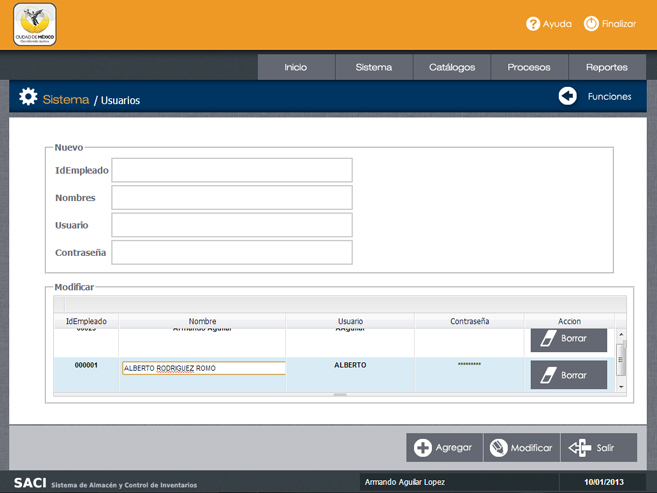 CIUDAD DE MÉXICO
Ayuda
Finalizar
Inicio
Sistema
Catálogos
Procesos
Reportes
Sistema / Usuarios
Funciones
Nuevo
IdEmpleado
Nombres
Usuario
Contraseña
Modificar
IdEmpleado Nombre Usuario Contraseña Accion
Armando Aguilar Borrar
000001 ALBERTO RODRIGUEZ ROMO ALBERTO ********* Borrar
Agregar
Modificar
Salir
SACI Sistema de Almacén y Control de Inventarios
Armando Aguilar Lopez
10/01/2013